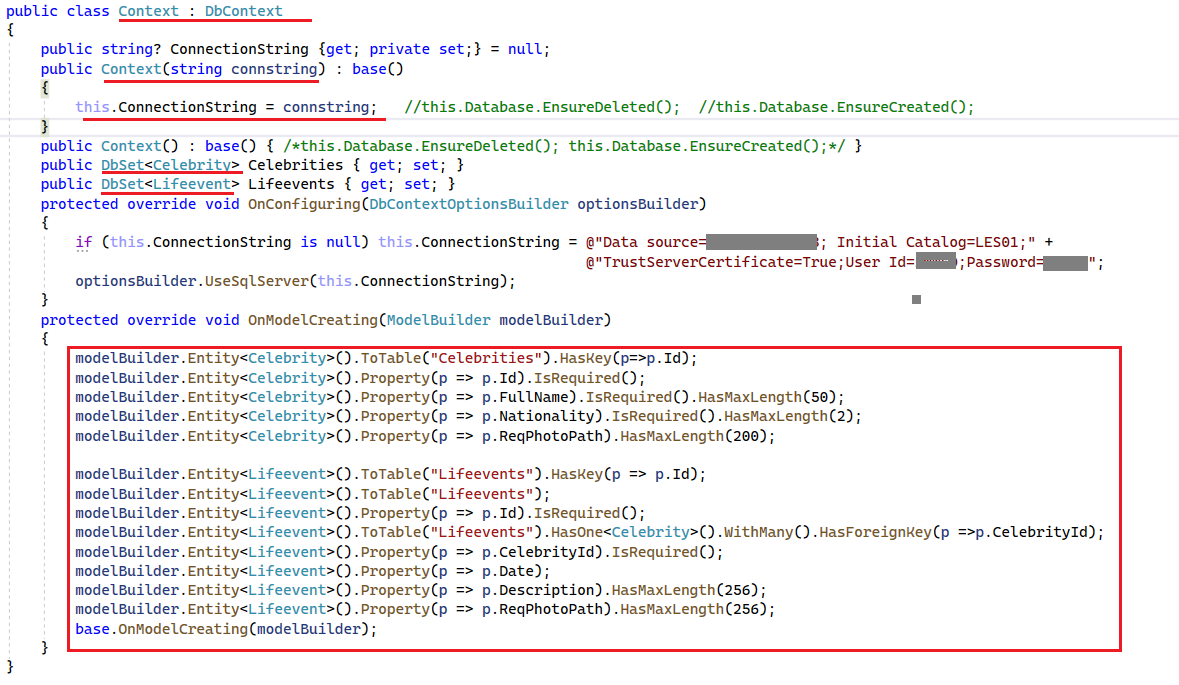 public class Context : DbContext
{
    public string? ConnectionString {get; private set;} = null;
    public Context(string connstring) : base()
    {
        this.ConnectionString = connstring;   //this.Database.EnsureDeleted();  //this.Database.EnsureCreated();
    }
    public Context() : base() { /*this.Database.EnsureDeleted(); this.Database.EnsureCreated();*/ }
    public DbSet<Celebrity> Celebrities { get; set; }
    public DbSet<Lifeevent> Lifeevents { get; set; }
    protected override void OnConfiguring(DbContextOptionsBuilder optionsBuilder)
    {
        if (this.ConnectionString is null) this.ConnectionString = @"Data source=; Initial Catalog=LES01;" +
                                                                   @"TrustServerCertificate=True;User Id=;Password=";
        optionsBuilder.UseSqlServer(this.ConnectionString);
    }
    protected override void OnModelCreating(ModelBuilder modelBuilder)
    {
        modelBuilder.Entity<Celebrity>().ToTable("Celebrities").HasKey(p=>p.Id);
        modelBuilder.Entity<Celebrity>().Property(p => p.Id).IsRequired();
        modelBuilder.Entity<Celebrity>().Property(p => p.FullName).IsRequired().HasMaxLength(50);
        modelBuilder.Entity<Celebrity>().Property(p => p.Nationality).IsRequired().HasMaxLength(2);
        modelBuilder.Entity<Celebrity>().Property(p => p.ReqPhotoPath).HasMaxLength(200);

        modelBuilder.Entity<Lifeevent>().ToTable("Lifeevents").HasKey(p => p.Id);
        modelBuilder.Entity<Lifeevent>().ToTable("Lifeevents");
        modelBuilder.Entity<Lifeevent>().Property(p => p.Id).IsRequired();
        modelBuilder.Entity<Lifeevent>().ToTable("Lifeevents").HasOne<Celebrity>().WithMany().HasForeignKey(p =>p.CelebrityId);
        modelBuilder.Entity<Lifeevent>().Property(p => p.CelebrityId).IsRequired();
        modelBuilder.Entity<Lifeevent>().Property(p => p.Date);
        modelBuilder.Entity<Lifeevent>().Property(p => p.Description).HasMaxLength(256);
        modelBuilder.Entity<Lifeevent>().Property(p => p.ReqPhotoPath).HasMaxLength(256);
        base.OnModelCreating(modelBuilder);
    }
}